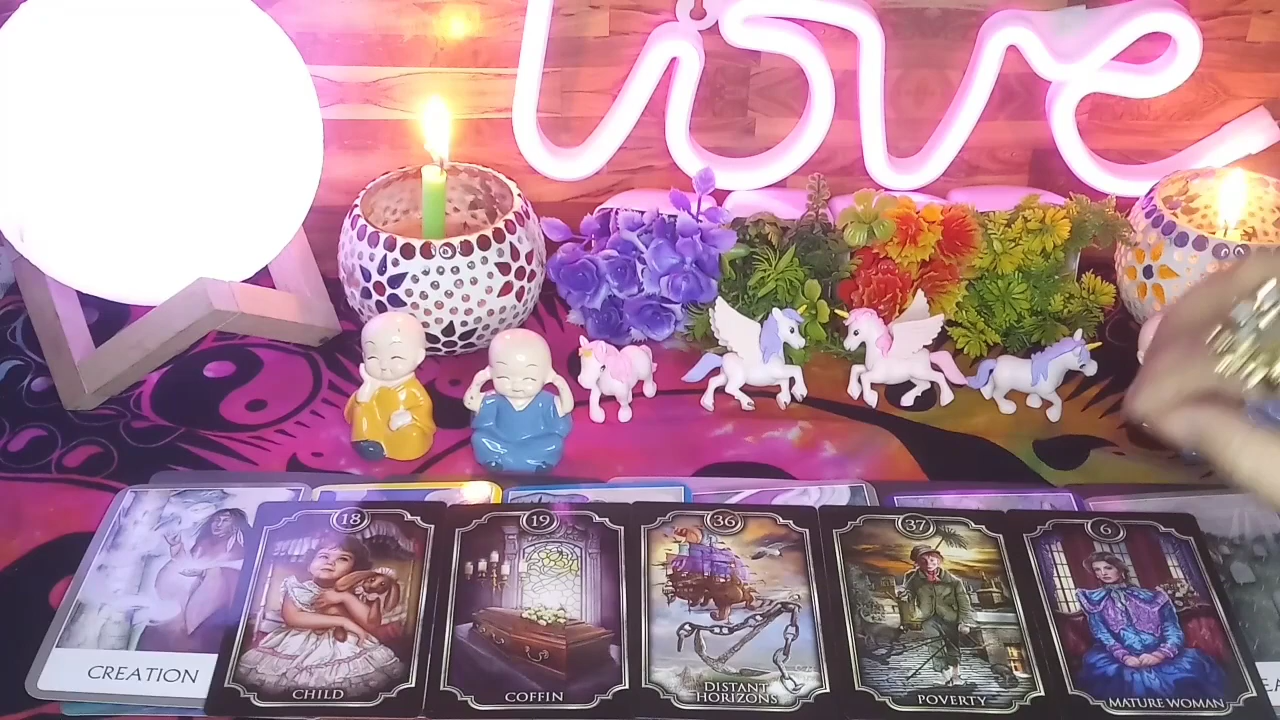 love
CREATION
18
CHILD
19
COFFIN
36
DISTANT
HORIZONS
37
POVERTY
6
MATURE WOMAN